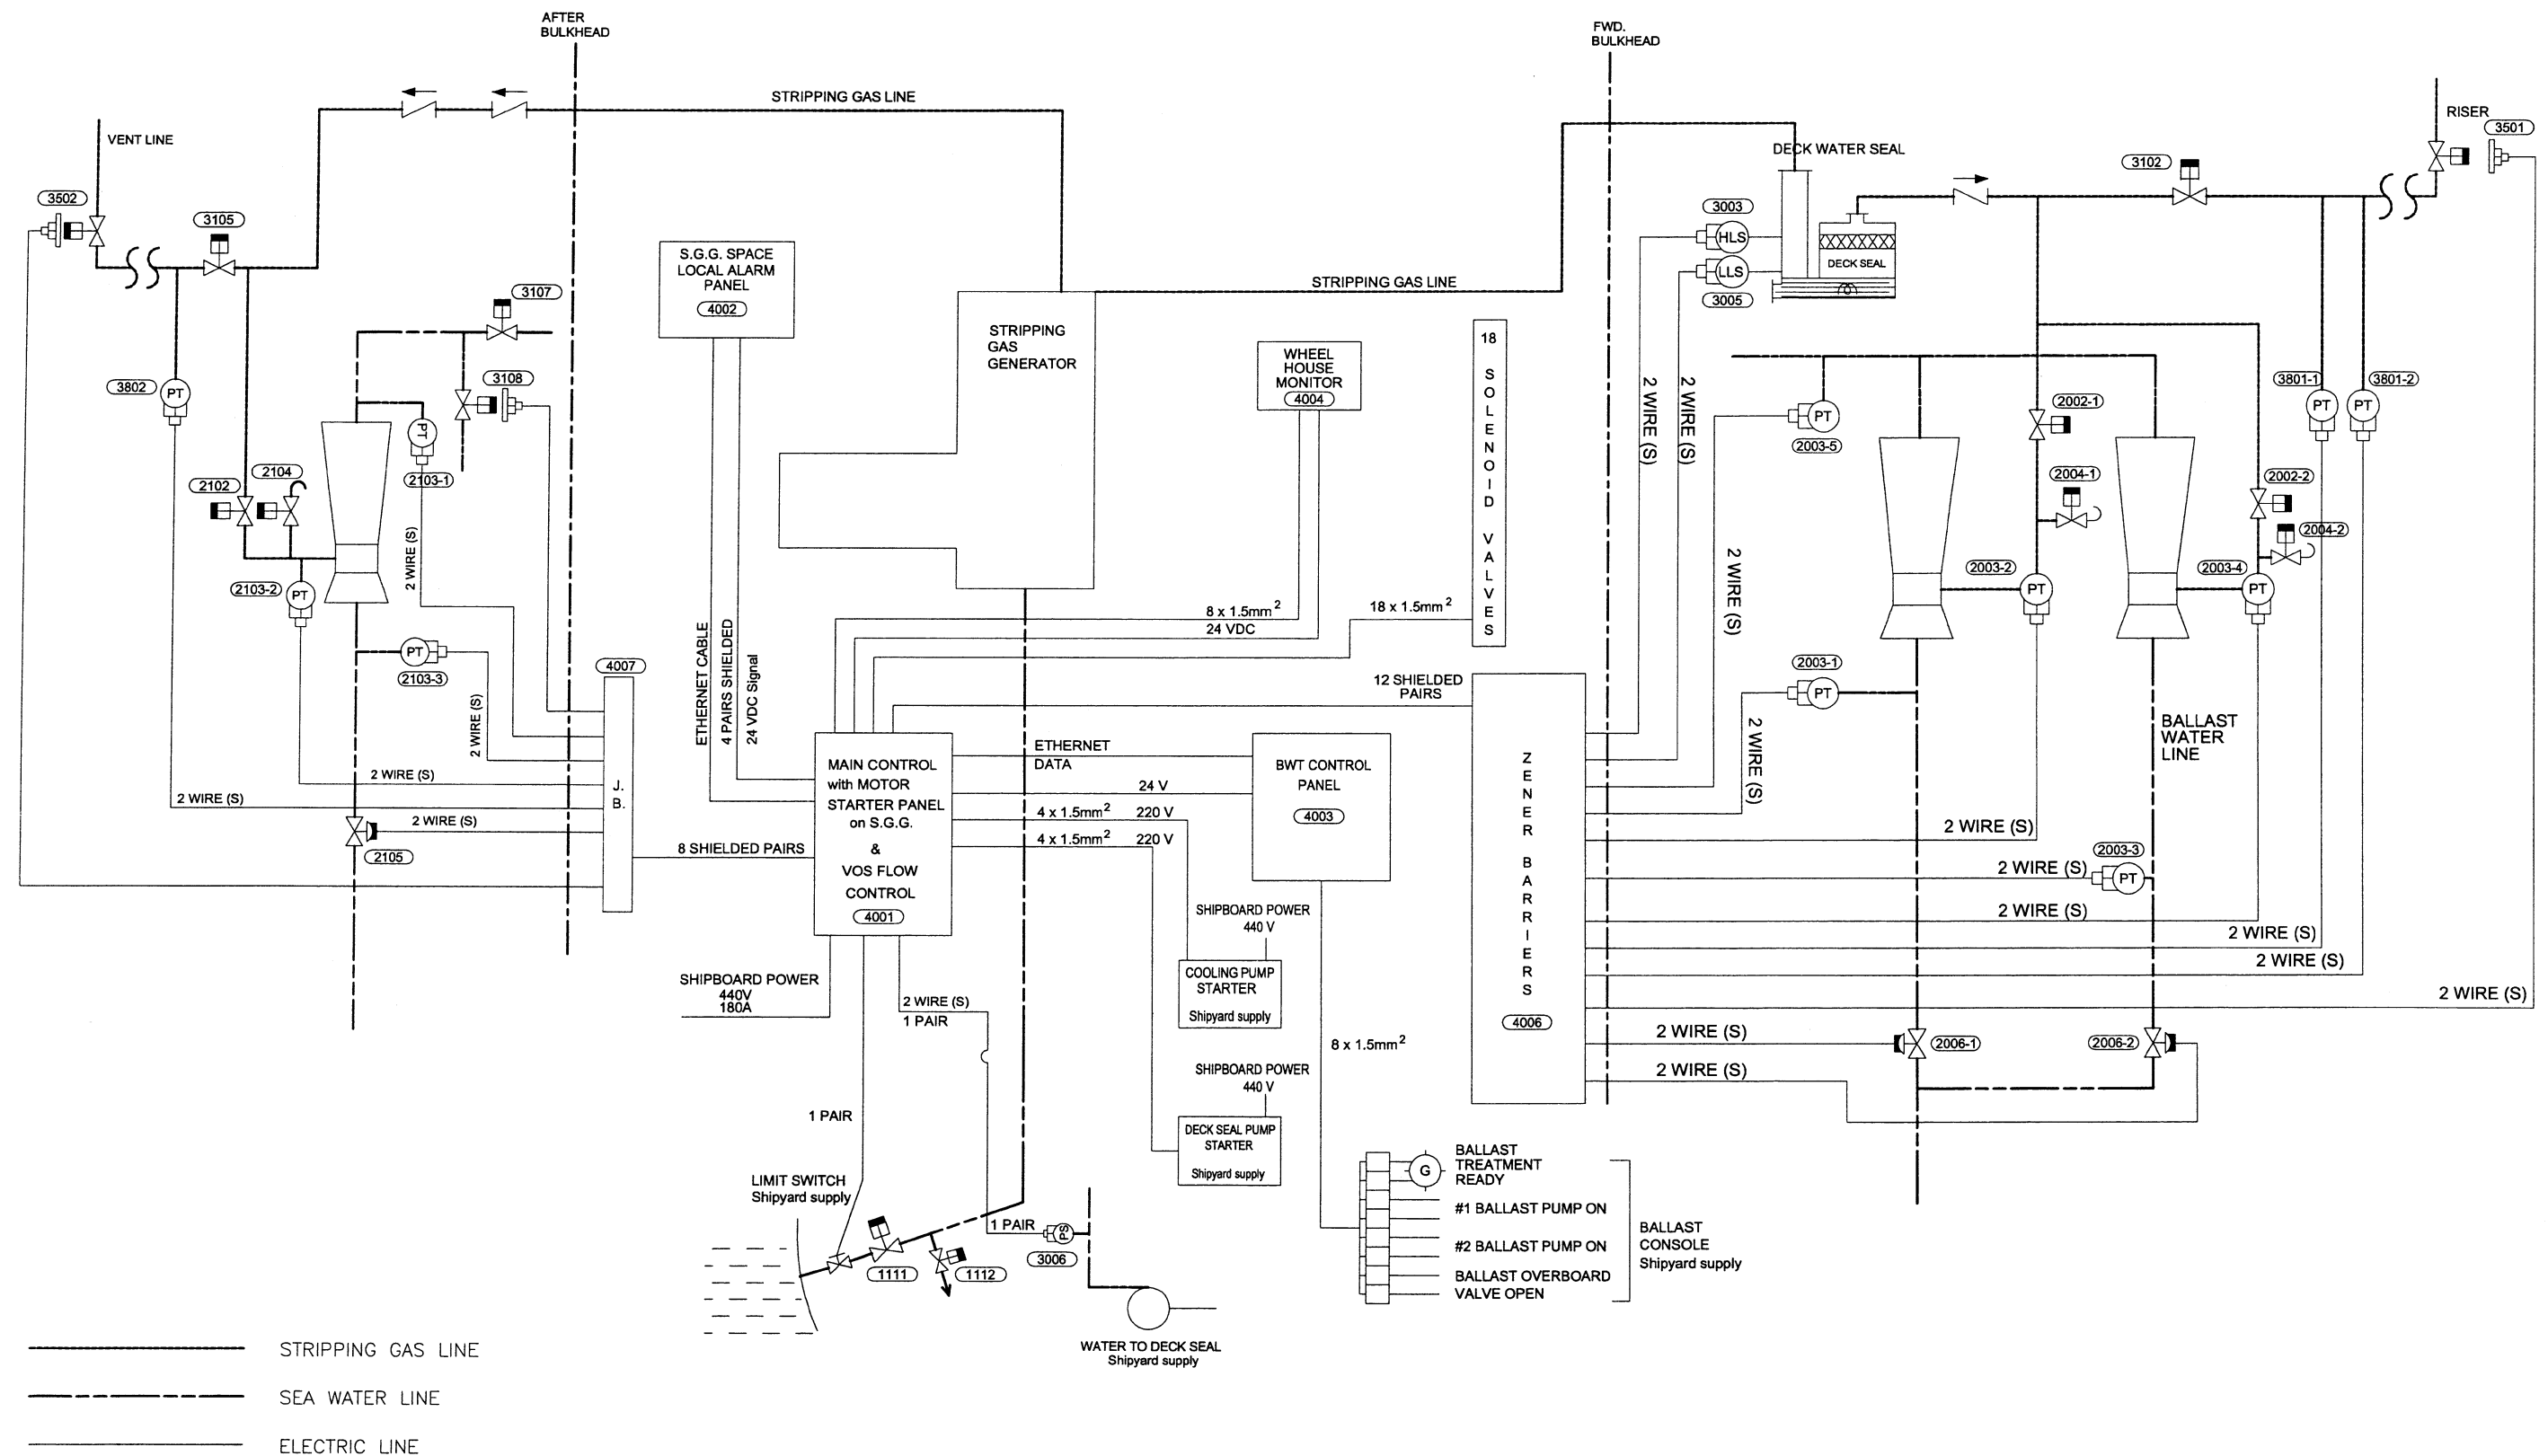 AFTER
BULKHEAD
FWD.
BULKHEAD
STRIPPING GAS LINE
VENT LINE
RISER
3501
DECK WATER SEAL
3102
3502
3105
3003
HLS
S.G.G. SPACE
LOCAL ALARM
PANEL
4002
DECK SEAL
LLS
3005
STRIPPING GAS LINE
3107
STRIPPING
GAS
GENERATOR
18
SOLENOID
VALVES
WHEEL
HOUSE
MONITOR
4004
3802
PT
3108
2 WIRE (S)
2 WIRE (S)
3801-1
3801-2
PT
PT
PT
2003-5
2002-1
PT
2103-1
2104
2102
2004-1
2002-2
2004-2
2 WIRE (S)
2 WIRE (S)
2103-2
PT
2003-2
PT
2003-4
PT
8 x 1.5mm2
24 VDC
18 x 1.5mm2
ETHERNET CABLE
4 PAIRS SHIELDED
24 VDC Signal
PT
2103-3
4007
2003-1
PT
12 SHIELDED
PAIRS
2 WIRE (S)
2 WIRE (S)
BALLAST
WATER
LINE
MAIN CONTROL
with MOTOR
STARTER PANEL
on S.G.G.
&
VOS FLOW
CONTROL
4001
ETHERNET
DATA
24 V
4 x 1.5mm2 220 V
4 x 1.5mm2 220 V
BWT CONTROL
PANEL
4003
ZENER
BARRIERS
4006
J.
B.
2 WIRE (S)
2 WIRE (S)
2 WIRE (S)
2105
8 SHIELDED PAIRS
2 WIRE (S)
2003-3
PT
2 WIRE (S)
2 WIRE (S)
2 WIRE (S)
2 WIRE (S)
2 WIRE (S)
SHIPBOARD POWER
440 V
COOLING PUMP
STARTER
Shipyard supply
SHIPBOARD POWER
440V
180A
2 WIRE (S)
1 PAIR
2 WIRE (S)
2006-1
2006-2
8 x 1.5mm2
2 WIRE (S)
SHIPBOARD POWER
440 V
DECK SEAL PUMP
STARTER
Shipyard supply
1 PAIR
LIMIT SWITCH
Shipyard supply
G
BALLAST
TREATMENT
READY
#1 BALLAST PUMP ON
#2 BALLAST PUMP ON
BALLAST OVERBOARD
VALVE OPEN
BALLAST
CONSOLE
Shipyard supply
1 PAIR
PS
3006
1111
1112
WATER TO DECK SEAL
Shipyard supply
STRIPPING GAS LINE
SEA WATER LINE
ELECTRIC LINE